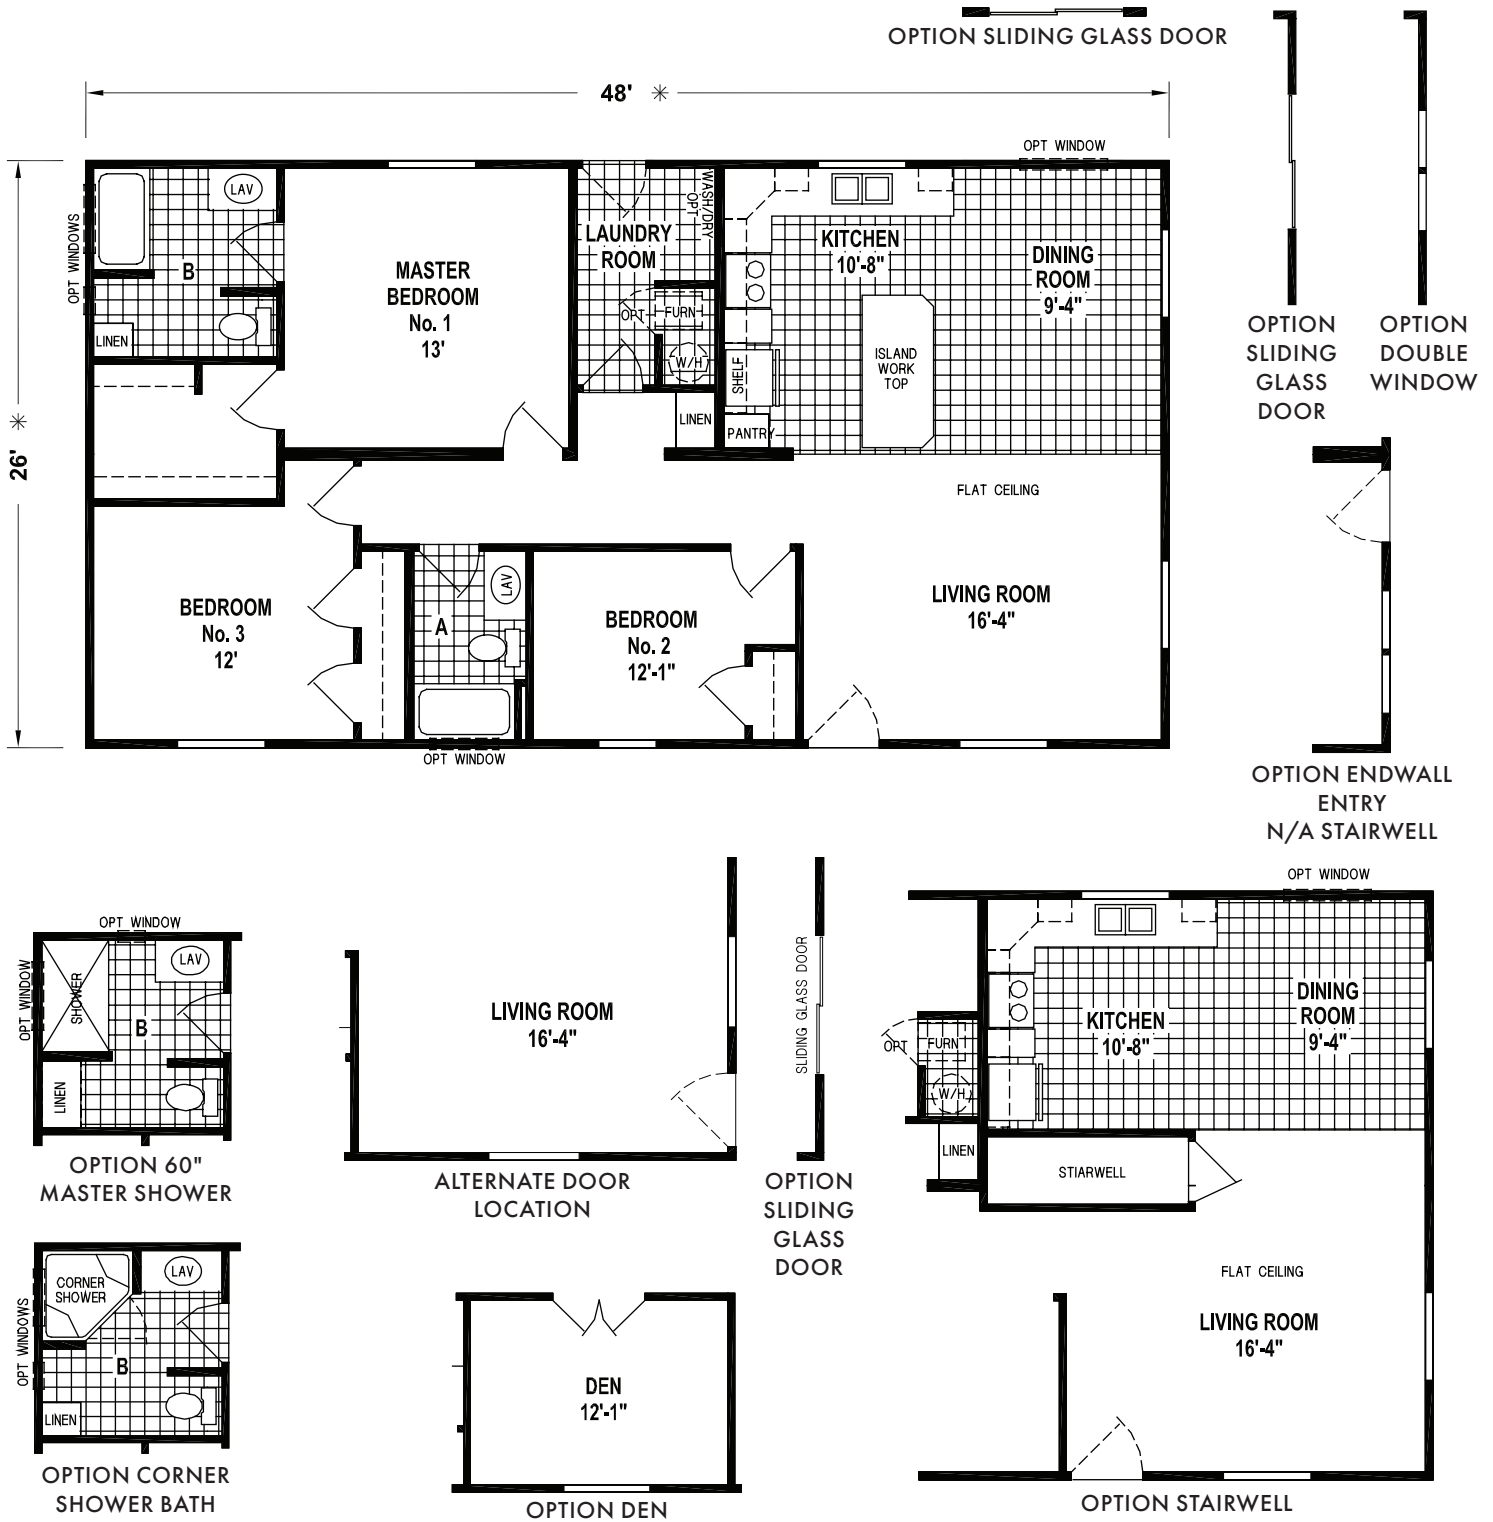 OPTION SLIDING GLASS DOOR
48' ✳
26' ✳
OPT WINDOW
OPT WINDOWS
LAV
B
LINEN
MASTER
BEDROOM
No. 1
13'
LAUNDRY
ROOM
WASH/DRY
OPT
OPT
FURN
W/H
LINEN
KITCHEN
10'-8"
SHELF
PANTRY
ISLAND
WORK
TOP
DINING
ROOM
9'-4"
FLAT CEILING
BEDROOM
No. 3
12'
LAV
A
OPT WINDOW
BEDROOM
No. 2
12'-1"
LIVING ROOM
16'-4"
OPTION
SLIDING
GLASS
DOOR
OPTION
DOUBLE
WINDOW
OPTION ENDWALL
ENTRY
N/A STAIRWELL
OPT WINDOW
OPT WINDOW
SHOWER
LAV
B
LINEN
OPTION 60"
MASTER SHOWER
LIVING ROOM
16'-4"
ALTERNATE DOOR
LOCATION
SLIDING GLASS DOOR
OPTION
SLIDING
GLASS
DOOR
OPT WINDOW
KITCHEN
10'-8"
DINING
ROOM
9'-4"
OPT
FURN
W/H
LINEN
STIARWELL
FLAT CEILING
LIVING ROOM
16'-4"
OPTION STAIRWELL
OPT WINDOWS
CORNER
SHOWER
LAV
B
LINEN
OPTION CORNER
SHOWER BATH
DEN
12'-1"
OPTION DEN